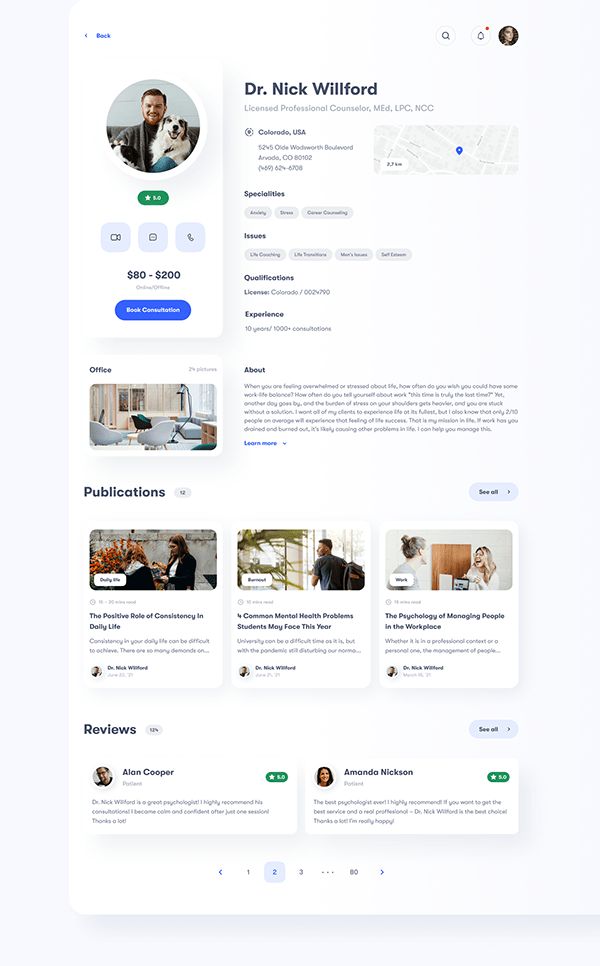 Back
Dr. Nick Willford
Licensed Professional Counselor, MEd, LPC, NCC
Colorado, USA
5245 Olde Wadsworth Boulevord
Arvado, CO 80102
(469) 624-6708
2,7 km
5.0
$80 - $200
Online/Offline
Book Consultation
Specialities
Anxiety
Stress
Career Counseling
Issues
Life Coaching
Life Transitions
Men's Issues
Self Esteem
Qualifications
License: Colorado / 0024790
Experience
10 years/ 1000+ consultations
Office
24 pictures
About
When you are feeling overwhelmed or stressed about life, how often do you wish you could have some
work-life balance? How often do you tell yourself about work "this time is truly the last time?" Yet,
another day goes by, and the burden of stress on your shoulders gets heavier, and you are stuck
without a solution. I want all of my clients to experience life at its fullest, but I also know that only 2/10
people on average will experience that feeling of life success. That is my mission in life. If work has you
drained and burned out, it's likely causing other problems in life. I can help you manage this.
Learn more
Publications
12
See all
Daily life
16 - 20 mins read
The Positive Role of Consistency In
Daily Life
Consistency in your daily life can be difficult
to achieve. There are so many demands on...
Dr. Nick Willford
June 23, '21
Burnout
10 mins read
4 Common Mental Health Problems
Students May Face This Year
University can be a difficult time as it is, but
with the pandemic still disturbing our norma...
Dr. Nick Willford
June 21, '21
Work
18 mins read
The Psychology of Managing People
in the Workplace
Whether it is in a professional context or a
personal one, the management of people...
Dr. Nick Willford
March 18, '21
Reviews
124
See all
Alan Cooper
Patient
5.0
Dr. Nick Willford is a great psychologist! I highly recommend his
consultations! I became calm and confident after just one session!
Thanks a lot!
Amanda Nickson
Patient
5.0
The best psychologist ever! I highly recommend! If you want to get the
best service and a real proffesional – Dr. Nick Willford is the best choice!
Thanks a lot! I'm really happy!
1
2
3
...
80